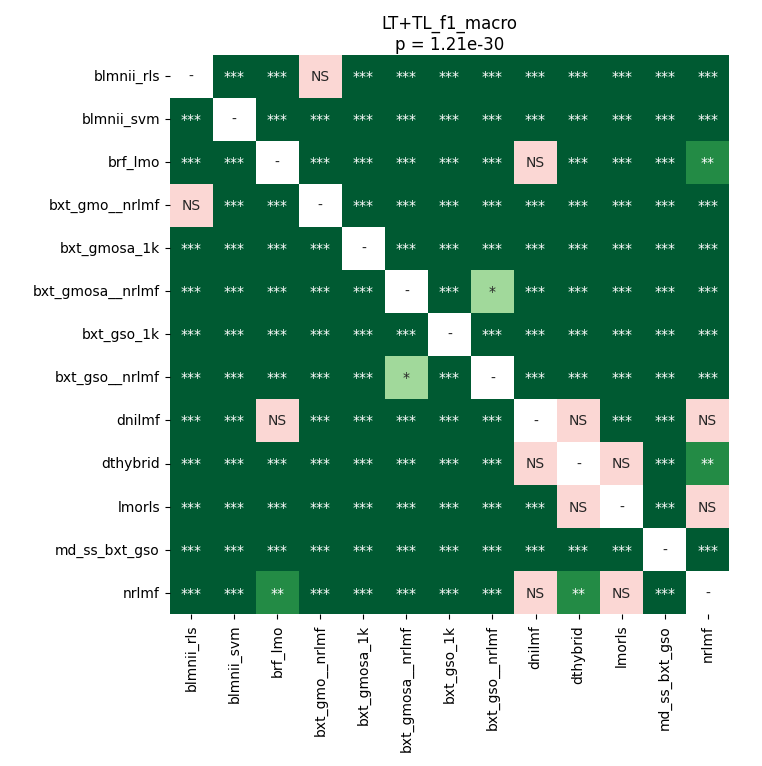 LT+TL_f1_macro
p = 1.21e-30
blmnii_rls - *** *** NS *** *** *** *** *** *** *** *** ***
blmnii_svm *** - *** *** *** *** *** *** *** *** *** *** ***
brf_lmo *** *** - *** *** *** *** *** NS *** *** *** **
bxt_gmo__nrlmf NS *** *** - *** *** *** *** *** *** *** *** ***
bxt_gmosa_1k *** *** *** *** - *** *** *** *** *** *** *** ***
bxt_gmosa__nrlmf *** *** *** *** *** - *** * *** *** *** *** ***
bxt_gso_1k *** *** *** *** *** *** - *** *** *** *** *** ***
bxt_gso__nrlmf *** *** *** *** *** * *** - *** *** *** *** ***
dnilmf *** *** NS *** *** *** *** *** - NS *** *** NS
dthybrid *** *** *** *** *** *** *** *** NS - NS *** **
lmorls *** *** *** *** *** *** *** *** *** NS - *** NS
md_ss_bxt_gso *** *** *** *** *** *** *** *** *** *** *** - ***
nrlmf *** *** ** *** *** *** *** *** NS ** NS *** -
blmnii_rls
blmnii_svm
brf_lmo
bxt_gmo__nrlmf
bxt_gmosa_1k
bxt_gmosa__nrlmf
bxt_gso_1k
bxt_gso__nrlmf
dnilmf
dthybrid
lmorls
md_ss_bxt_gso
nrlmf